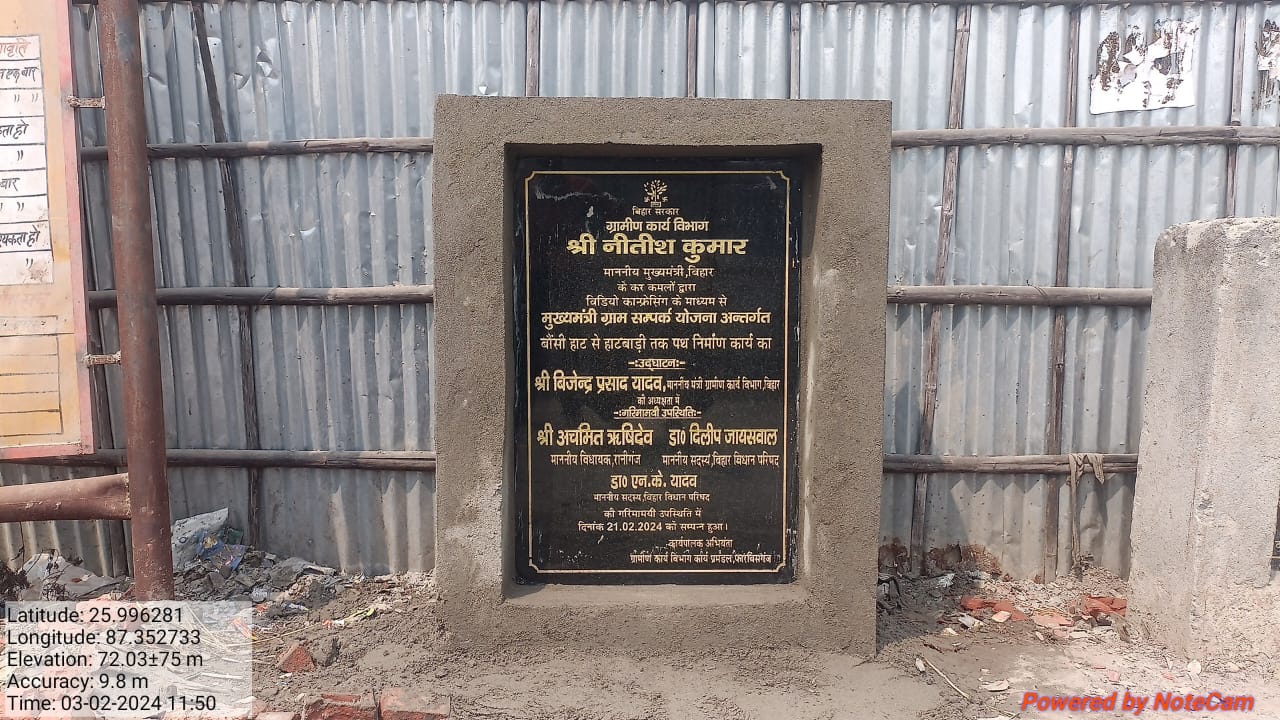 बार
बिहार सरकार
ग्रामीण कार्य विभाग
श्री नीतीश कुमार
माननीय मुख्यमंत्री,बिहार
के कर कमलों द्वारा
विडियो कान्फ्रेसिंग के माध्यम से
मुख्यमंत्री ग्राम सम्पर्क योजना अन्तर्गत
बौंसी हाट से हाटबाड़ी तक पथ निर्माण कार्य का
-:उद्घाटन:-
श्री बिजेन्द्र प्रसाद यादव,माननीय मंत्री ग्रामीण कार्य विभाग,बिहार
की अध्यक्षता में
-:गरिमामयी उपस्थिति:-
श्री अचमित ऋषिदेव डा० दिलीप जायसवाल
माननीय विधायक,रानीगंज माननीय सदस्य,बिहार विधान परिषद
डा० एन.के. यादव
माननीय सदस्य,बिहार विधान परिषद
की गरिमामयी उपस्थिति में
दिनांक 21.02.2024 को सम्पन्न हुआ।
-कार्यपालक अभियंता
ग्रामीण कार्य विभाग कार्य प्रमंडल,फारबिसगंज
Latitude: 25.996281
Longitude: 87.352733
Elevation: 72.03±75 m
Accuracy: 9.8 m
Time: 03-02-2024 11:50
Powered by NoteCam